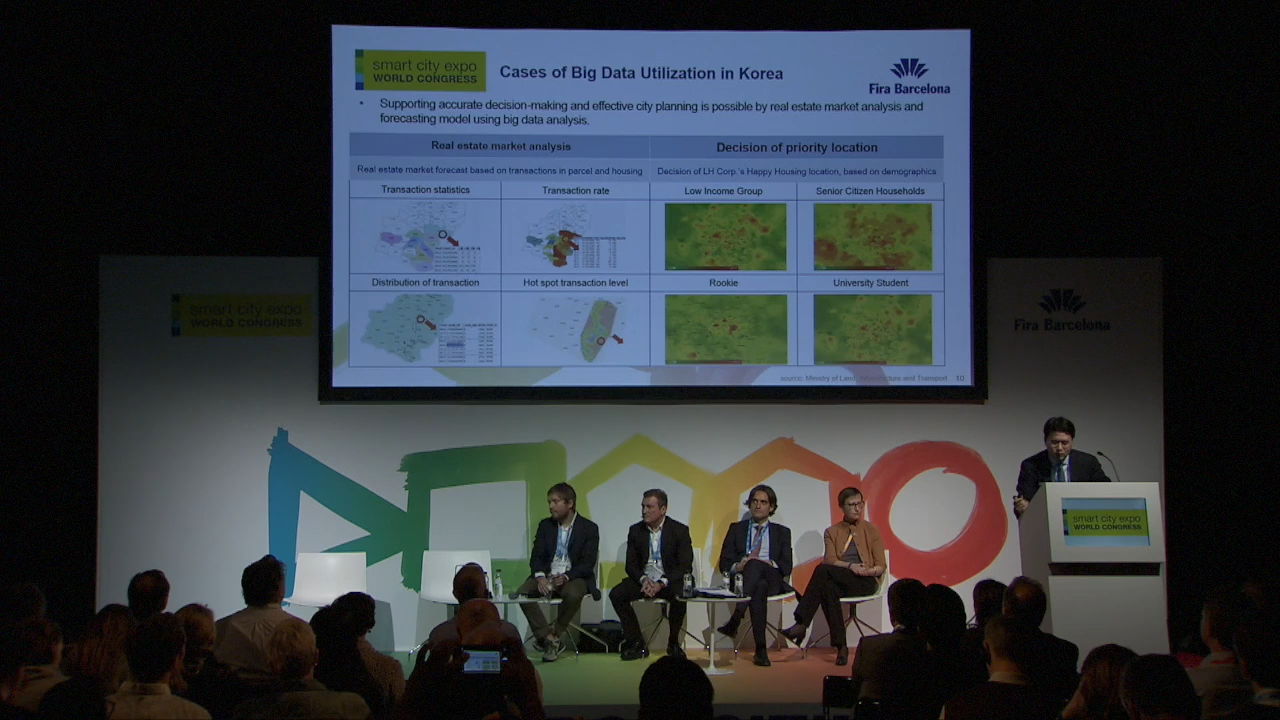 smart city expo
WORLD CONGRESS
Cases of Big Data Utilization in Korea
Fira Barcelona
• Supporting accurate decision-making and effective city planning is possible by real estate market analysis and
forecasting model using big data analysis.
Real estate market analysis
Decision of priority location
Real estate market forecast based on transactions in parcel and housing
Decision of LH Corp.'s Happy Housing location, based on demographics
Transaction statistics
Transaction rate
Low Income Group
Senior Citizen Households
Distribution of transaction
Hot spot transaction level
Rookie
University Student
source: Ministry of Land, Infrastructure and Transport 10
smart city expo
WORLD CONGRESS
Fira Barcelona
smart city expo
WORLD CONGRESS